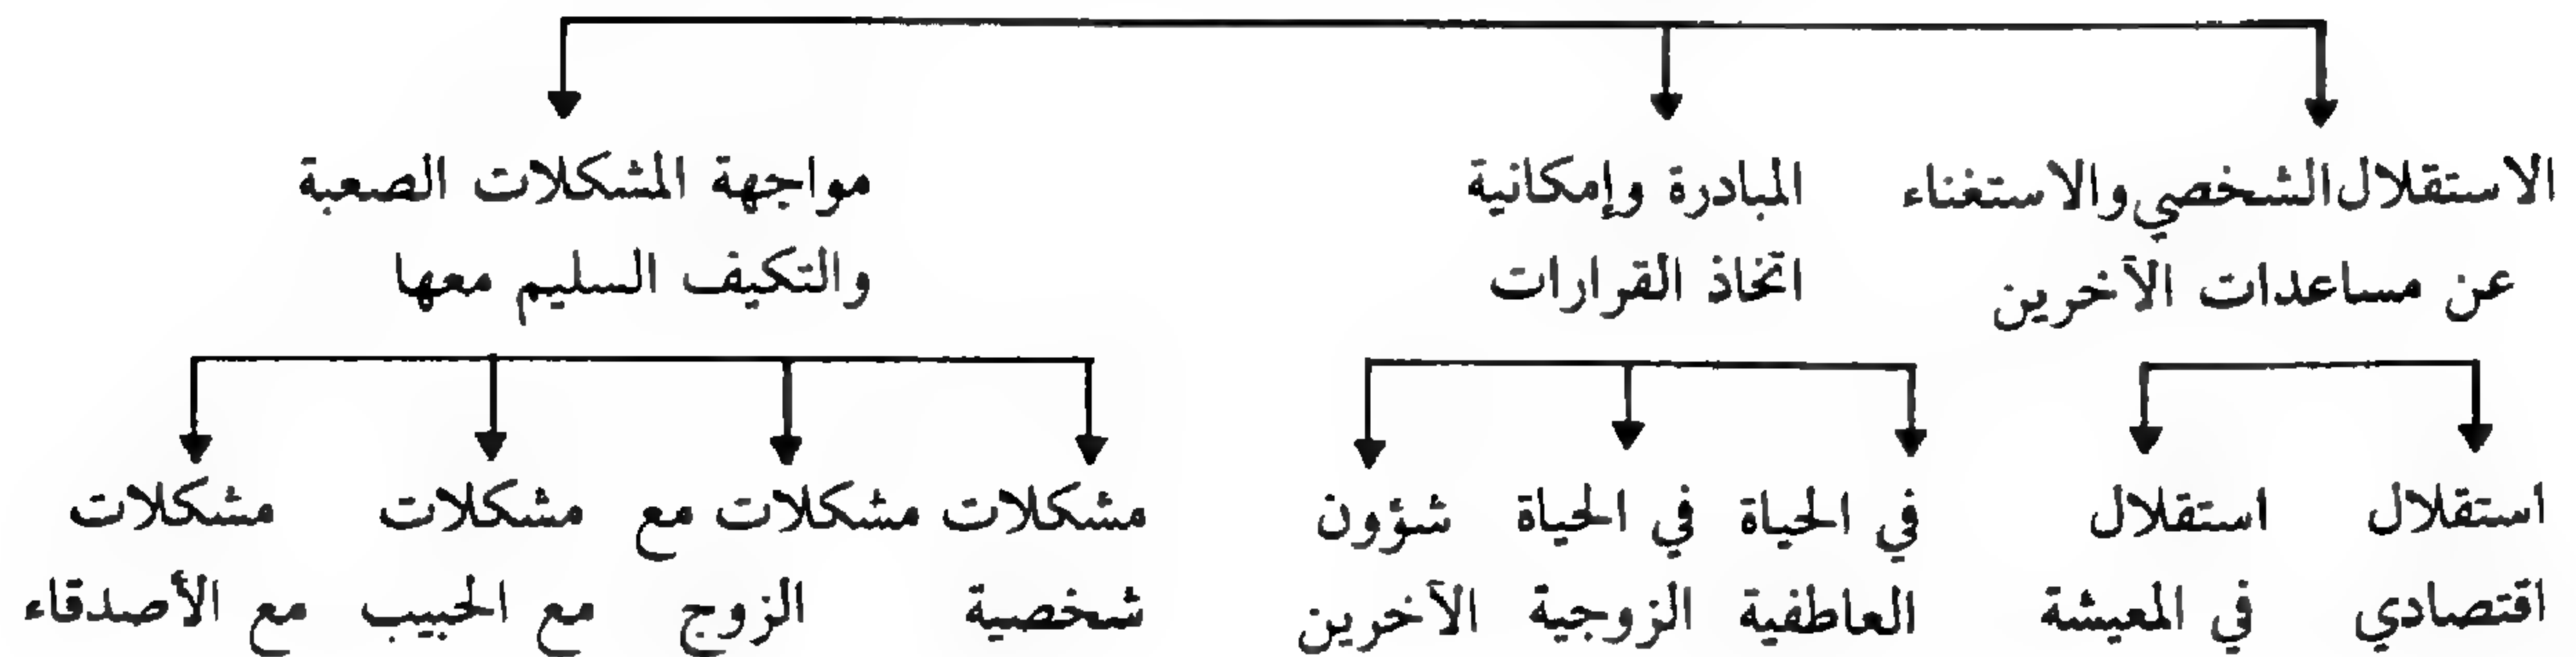 الاستقلال الشخصي والاستغناء
عن مساعدات الآخرين
المبادرة وإمكانية
اتخاذ القرارات
مواجهة المشكلات الصعبة
والتكيف السليم معها
استقلال
اقتصادي
استقلال
في المعيشة
في الحياة
العاطفية
في الحياة
الزوجية
شؤون
الآخرين
مشكلات
شخصية
مشكلات مع
الزوج
مشكلات
مع الحبيب
مشكلات
مع الأصدقاء